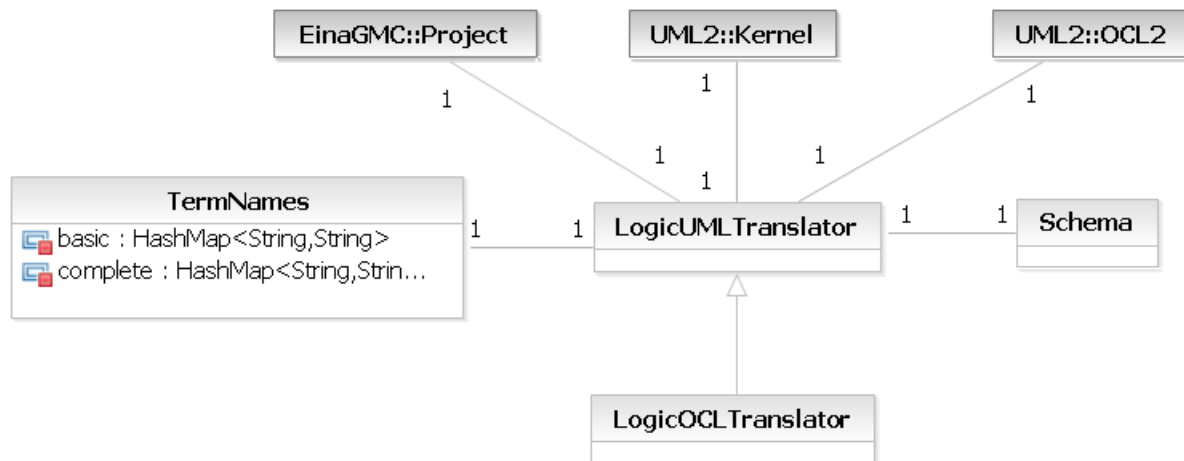 EinaGMC::Project
UML2::Kernel
UML2::OCL2
1
1
1
1
1
1
TermNames
basic : HashMap<String,String>
complete : HashMap<String,Strin...
1
1
LogicUMLTranslator
1
1
Schema
LogicOCLTranslator